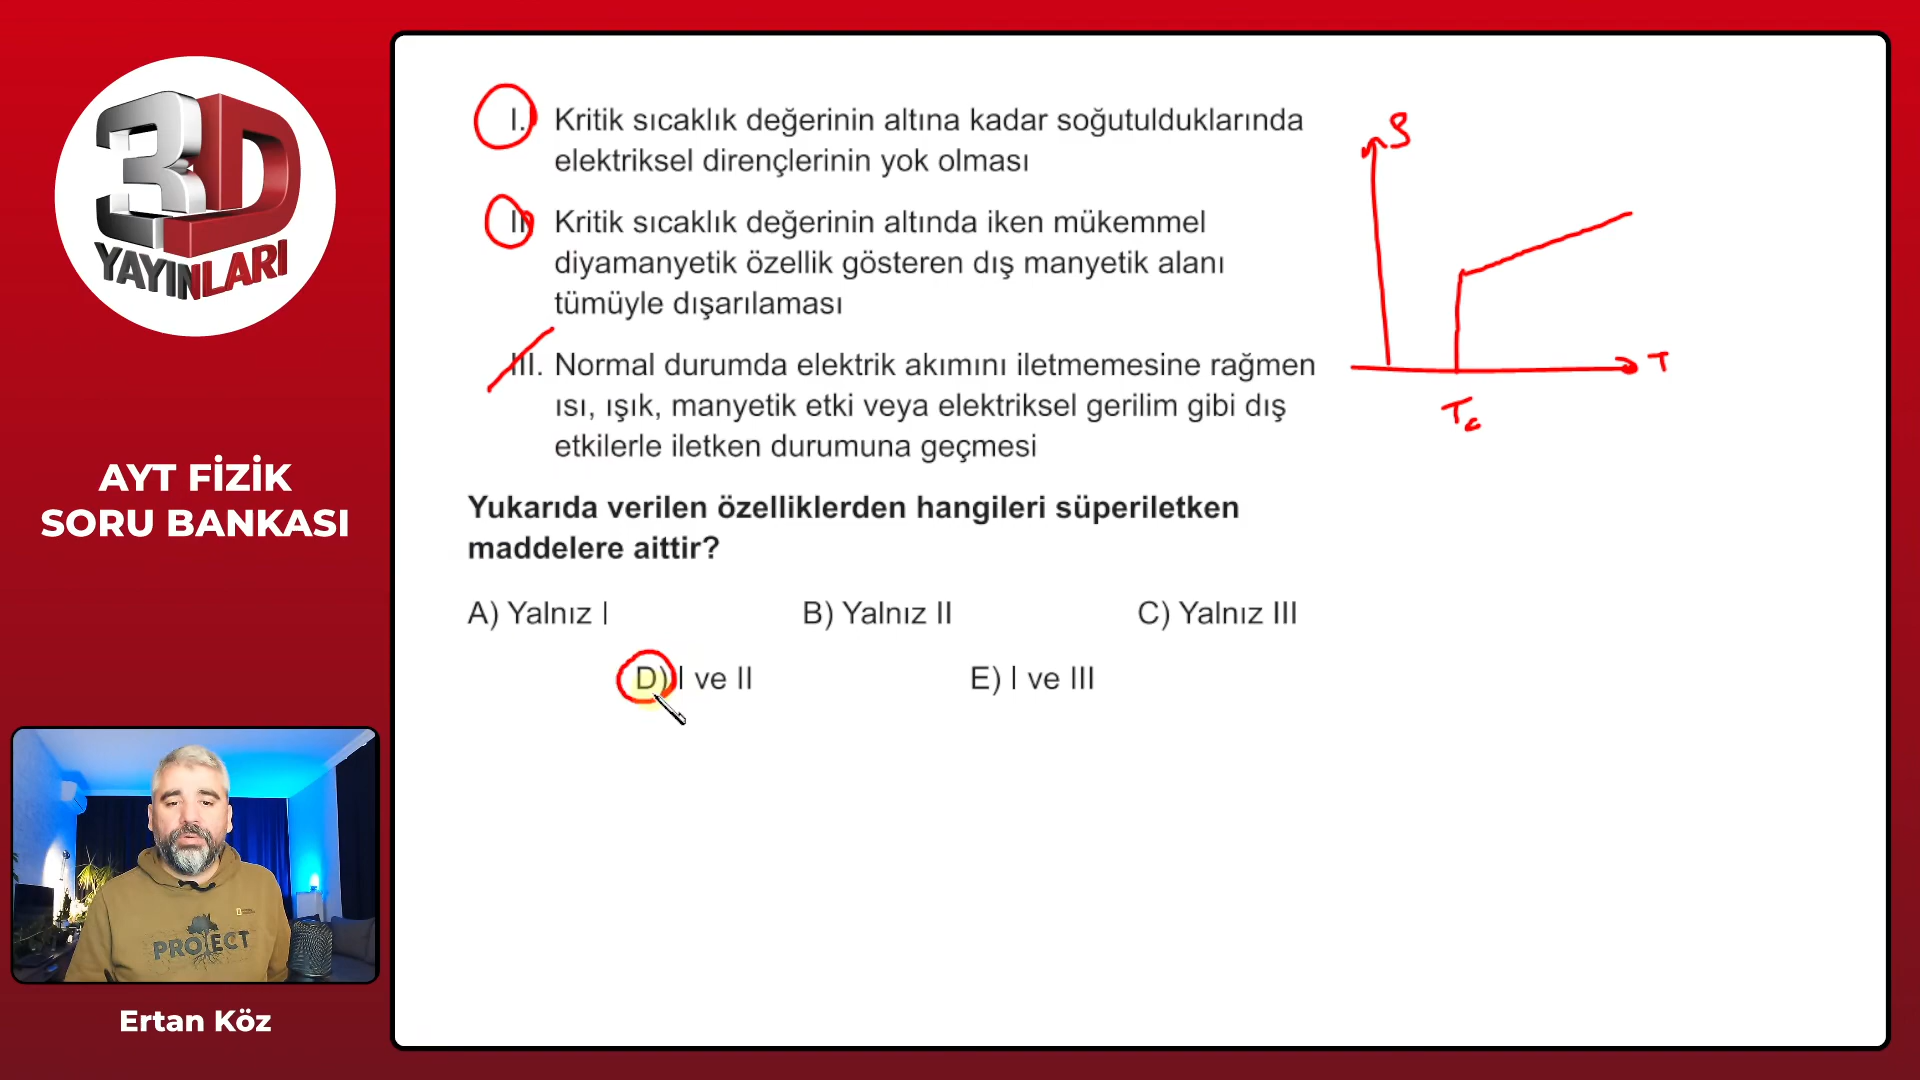 3D
YAYINLARI
AYT FİZİK
SORU BANKASI
PROJECT
Ertan Köz
I. Kritik sıcaklık değerinin altına kadar soğutulduklarında
elektriksel dirençlerinin yok olması
II. Kritik sıcaklık değerinin altında iken mükemmel
diyamanyetik özellik gösteren dış manyetik alanı
tümüyle dışarılaması
III. Normal durumda elektrik akımını iletmemesine rağmen
ısı, ışık, manyetik etki veya elektriksel gerilim gibi dış
etkilerle iletken durumuna geçmesi
Yukarıda verilen özelliklerden hangileri süperiletken
maddelere aittir?
A) Yalnız I B) Yalnız II C) Yalnız III
D) I ve II E) I ve III
ρ
T
Tc